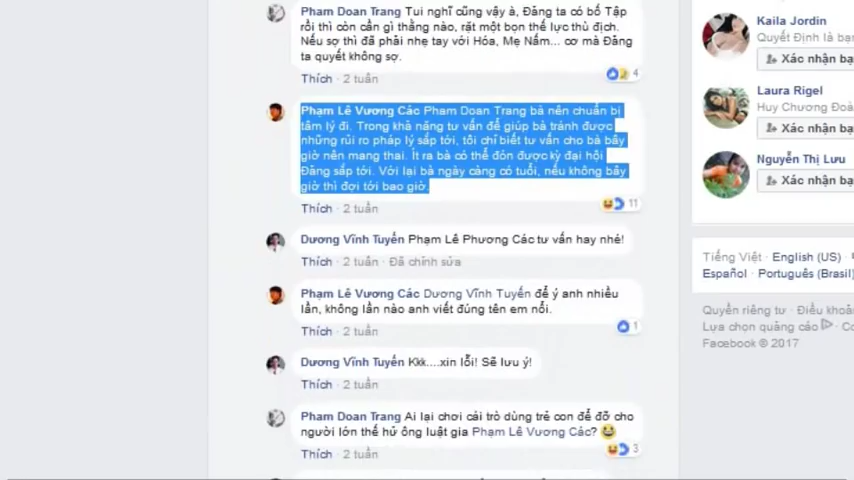 Pham Doan Trang Tui nghĩ cũng vậy à, Đảng ta có bố Tập
rồi thì còn cần gì thằng nào, rặt một bọn thế lực thù địch.
Nếu sợ thì đã phải nhẹ tay với Hóa, Mẹ Nấm... cơ mà Đảng
ta quyết không sợ.
Thích · 2 tuần
4
Phạm Lê Vương Các Pham Doan Trang bà nên chuẩn bị
tâm lý đi. Trong khả năng tư vấn để giúp bà tránh được
những rủi ro pháp lý sắp tới, tôi chỉ biết tư vấn cho bà bây
giờ nên mang thai. Ít ra bà có thể đón được kỳ đại hội
Đảng sắp tới. Với lại bà ngày càng có tuổi, nếu không bây
giờ thì đợi tới bao giờ.
Thích · 2 tuần
11
Dương Vĩnh Tuyến Phạm Lê Phương Các tư vấn hay nhé!
Thích · 2 tuần · Đã chỉnh sửa
Phạm Lê Vương Các Dương Vĩnh Tuyến để ý anh nhiều
lần, không lần nào anh viết đúng tên em nổi.
1
Thích · 2 tuần
Dương Vĩnh Tuyến Kkk....xin lỗi! Sẽ lưu ý!
Thích · 2 tuần
Pham Doan Trang Ai lại chơi cái trò dùng trẻ con để đỡ cho
người lớn thế hử ông luật gia Phạm Lê Vương Các?
Thích · 2 tuần
3
Kaila Jordin
Quyết Định là bạ
Xác nhận bạ
Laura Rigel
Huy Chương Đoà
Xác nhận bạ
Nguyễn Thị Lưu
Xác nhận bạ
Tiếng Việt · English (US) ·
Español · Português (Brasil)
Quyền riêng tư · Điều khoả
Lựa chọn quảng cáo · Co
Facebook © 2017